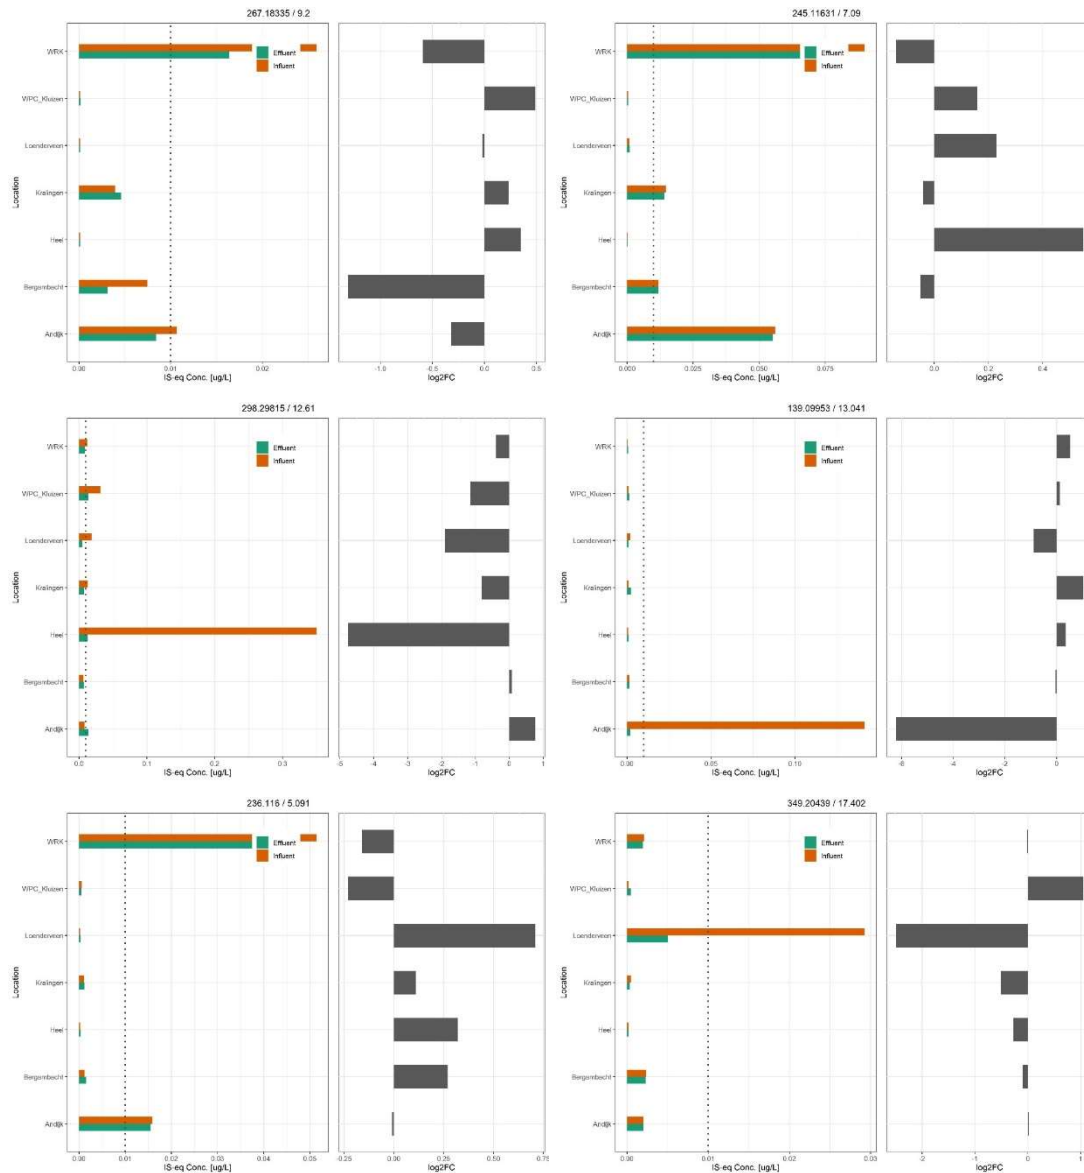 267.18335 / 9.2
WRK
WPC_Kluizen
Loenderveen
Kralingen
Heel
Bergambacht
Andijk
Location
Effluent
Influent
0.00 0.01 0.02
IS-eq Conc. [ug/L]
-1.0 -0.5 0.0 0.5
log2FC
245.11631 / 7.09
WRK
WPC_Kluizen
Loenderveen
Kralingen
Heel
Bergambacht
Andijk
Location
Effluent
Influent
0.000 0.025 0.050 0.075
IS-eq Conc. [ug/L]
0.0 0.2 0.4
log2FC
298.29815 / 12.61
WRK
WPC_Kluizen
Loenderveen
Kralingen
Heel
Bergambacht
Andijk
Location
Effluent
Influent
0.0 0.1 0.2 0.3
IS-eq Conc. [ug/L]
-5 -4 -3 -2 -1 0 1
log2FC
139.09953 / 13.041
WRK
WPC_Kluizen
Loenderveen
Kralingen
Heel
Bergambacht
Andijk
Location
Effluent
Influent
0.00 0.05 0.10
IS-eq Conc. [ug/L]
-6 -4 -2 0
log2FC
236.116 / 5.091
WRK
WPC_Kluizen
Loenderveen
Kralingen
Heel
Bergambacht
Andijk
Location
Effluent
Influent
0.00 0.01 0.02 0.03 0.04 0.05
IS-eq Conc. [ug/L]
-0.25 0.00 0.25 0.50 0.75
log2FC
349.20439 / 17.402
WRK
WPC_Kluizen
Loenderveen
Kralingen
Heel
Bergambacht
Andijk
Location
Effluent
Influent
0.00 0.01 0.02 0.03
IS-eq Conc. [ug/L]
-2 -1 0 1
log2FC